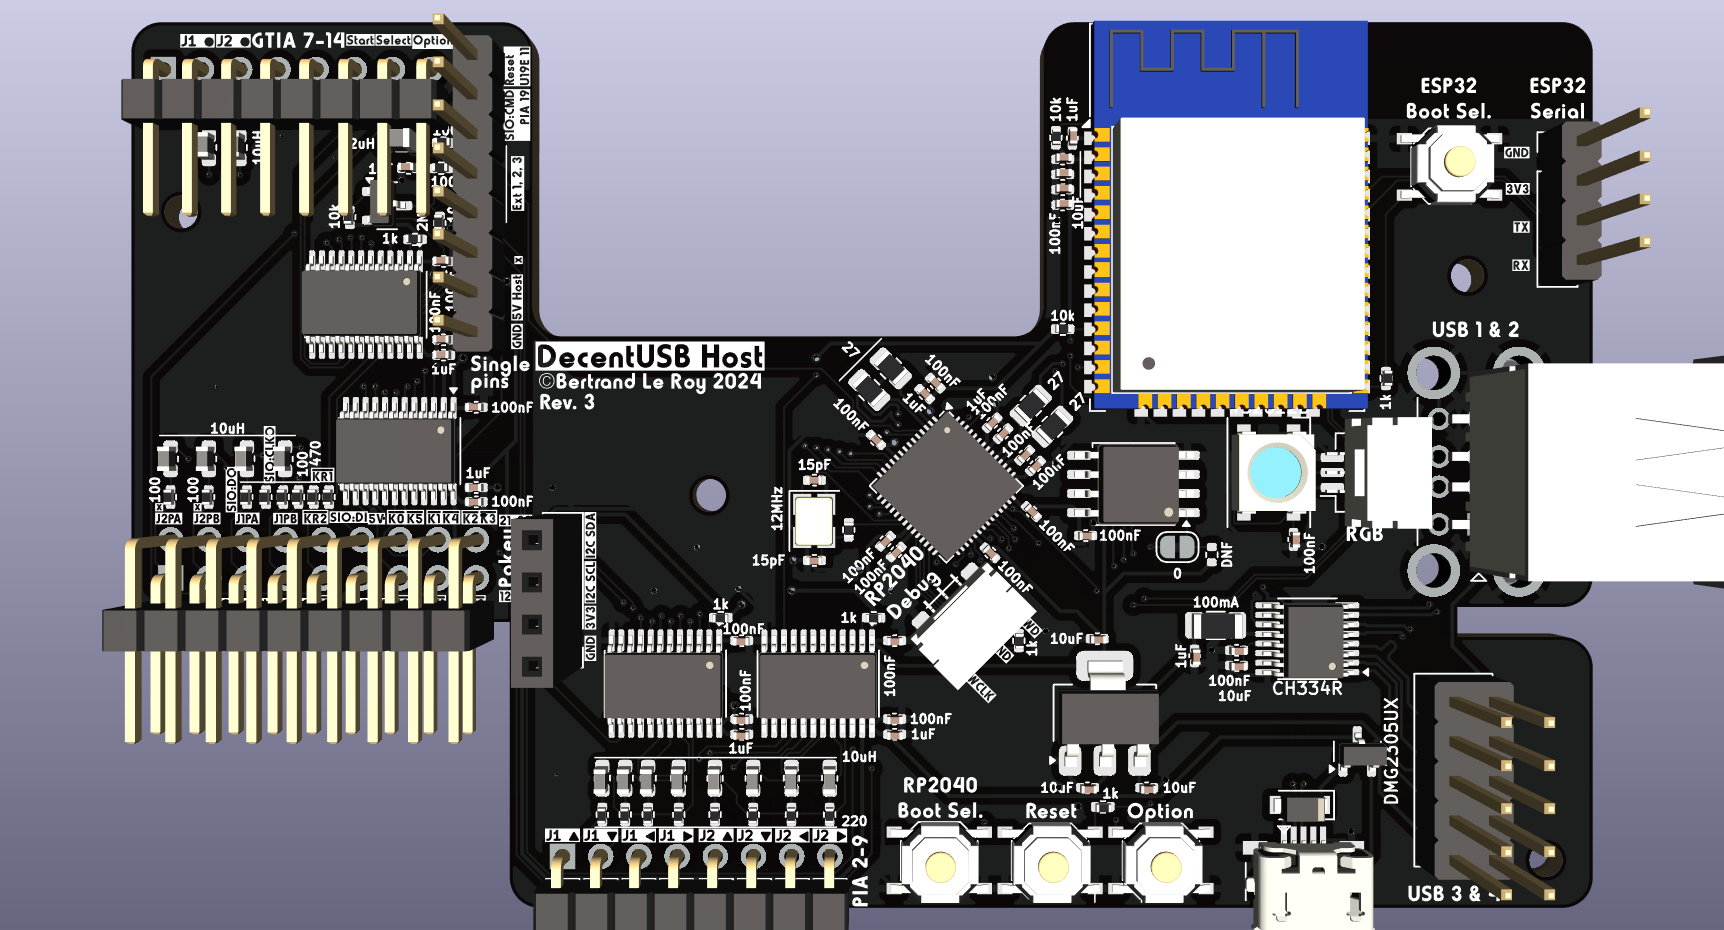 J1 ●
J2 ●
GTIA 7-14
Start
Select
Option
Reset
SIO:CMD
PIA 19
U19E 11
10uH
2uH
10k
1k
Ext 1, 2, 3
x
5V Host
GND
100nF
1uF
Single
pins
DecentUSB Host
©Bertrand Le Roy 2024
Rev. 3
100nF
10uH
SIO:CLKO
100
470
KR1
SIO:DO
x100
x100
1uF
100nF
J2PA
J2PB
J1PA
J1PB
KR2
SIO:DI
5V
K0
K5
K1
K4
K2
K3
I2C SDA
I2C SCL
3V3
GND
ESP32
Boot Sel.
ESP32
Serial
GND
3V3
TX
RX
10k
1uF
10uF
100nF
10k
USB 1 & 2
1k
27
100nF
1uF
100nF
1uF
100nF
27
27
100nF
100nF
15pF
12MHz
15pF
100nF
100nF
100nF
RP2040
Debug
100nF
100nF
0
DNF
100nF
RGB
1k
100nF
1k
100nF
100nF
1uF
100nF
1uF
1k
10uF
100mA
1uF
100nF
10uF
CH334R
DMG2305UX
10uH
220
J1 ▲
J1 ▼
J1 ◀
J1 ▶
J2 ▲
J2 ▼
J2 ◀
J2 ▶
PIA 2-9
RP2040
Boot Sel.
Reset
Option
10uF
1k
10uF
USB 3 &